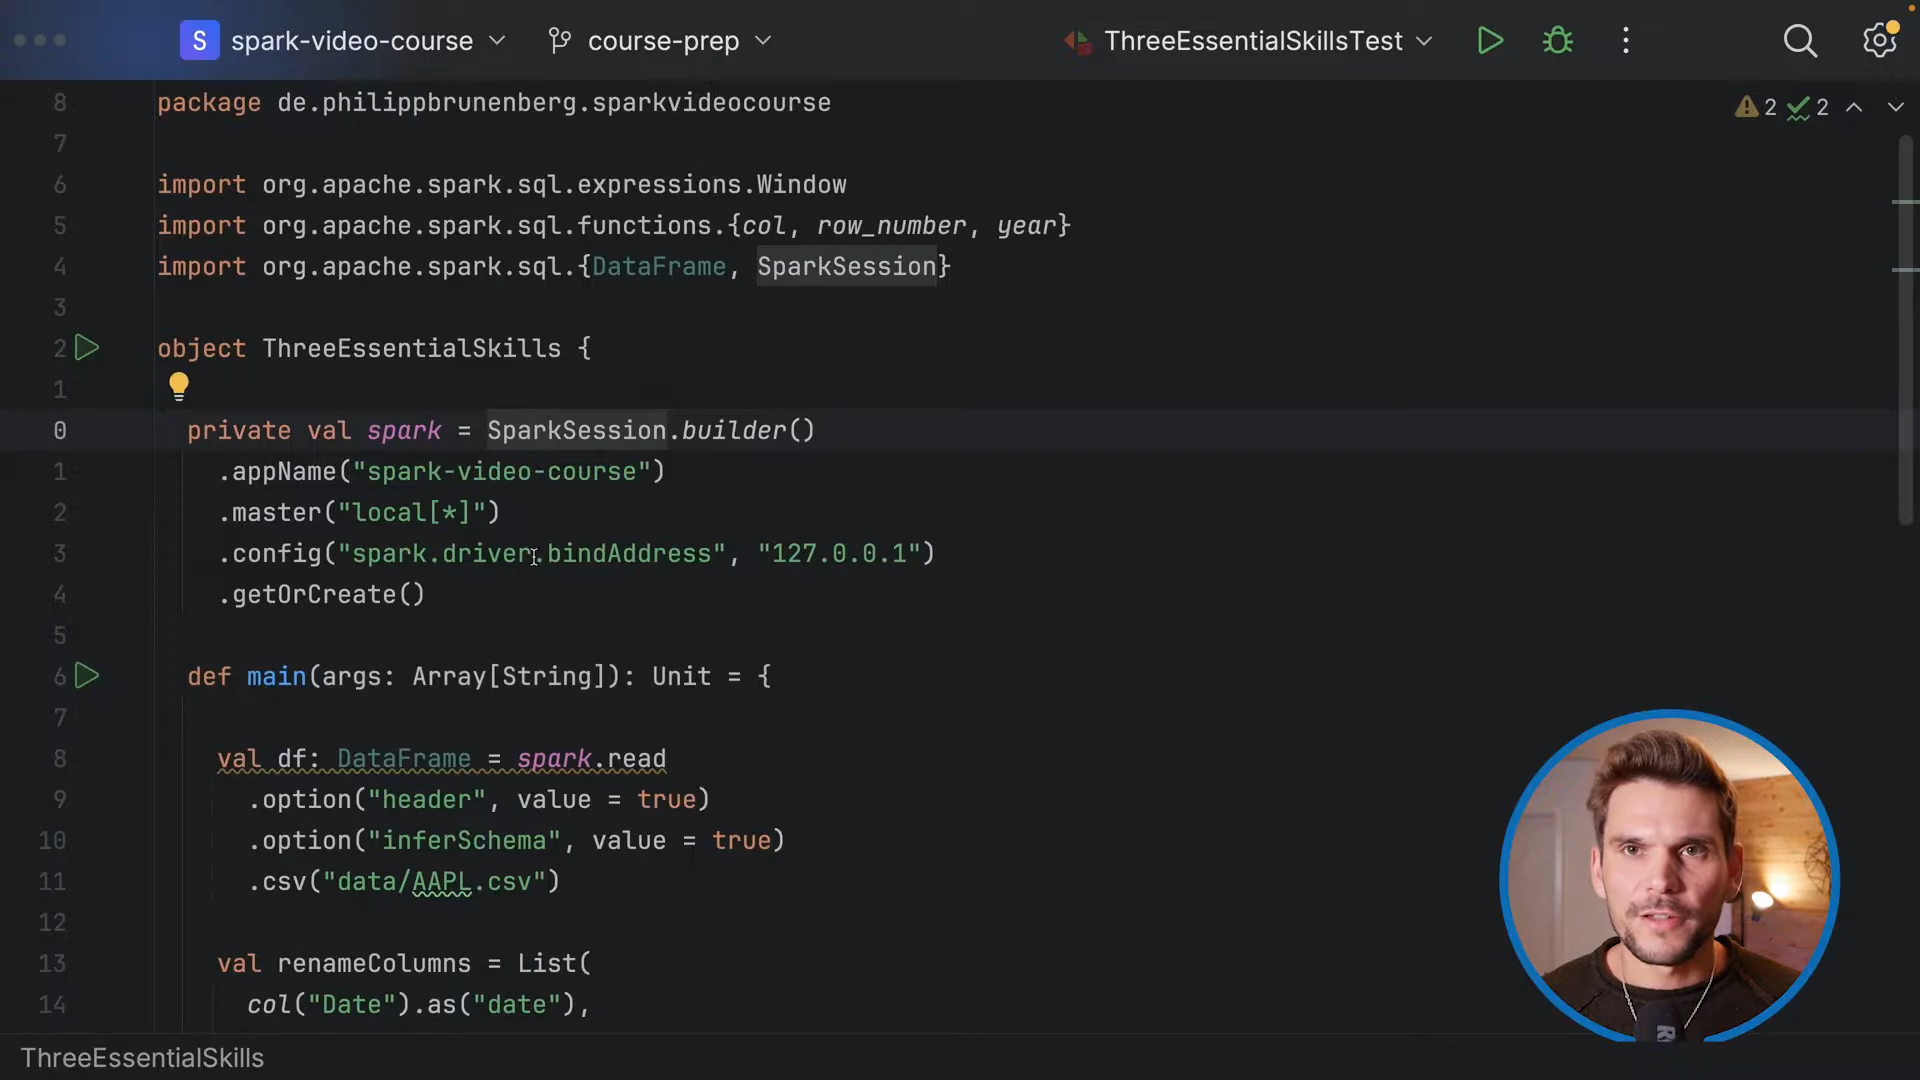 S spark-video-course course-prep ThreeEssentialSkillsTest
8 package de.philippbrunenberg.sparkvideocourse 2 2
7
6 import org.apache.spark.sql.expressions.Window
5 import org.apache.spark.sql.functions.{col, row_number, year}
4 import org.apache.spark.sql.{DataFrame, SparkSession}
3
2 object ThreeEssentialSkills {
1
0 private val spark = SparkSession.builder()
1 .appName("spark-video-course")
2 .master("local[*]")
3 .config("spark.driver.bindAddress", "127.0.0.1")
4 .getOrCreate()
5
6 def main(args: Array[String]): Unit = {
7
8 val df: DataFrame = spark.read
9 .option("header", value = true)
10 .option("inferSchema", value = true)
11 .csv("data/AAPL.csv")
12
13 val renameColumns = List(
14 col("Date").as("date"),
ThreeEssentialSkills